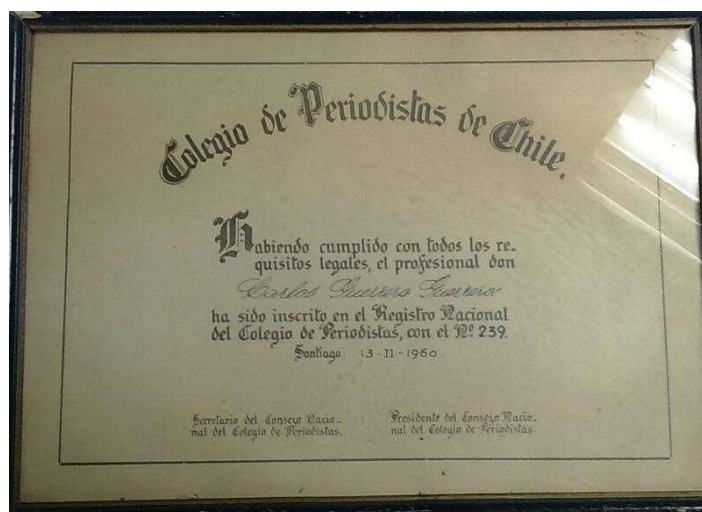 Colegio de Periodistas de Chile.
Habiendo cumplido con todos los re-
quisitos legales, el profesional don
Carlos Guerrero Guerrero
ha sido inscrito en el Registro Nacional
del Colegio de Periodistas, con el Nº 239.
Santiago, 13-11-1960.
Secretario del Consejo Nacio-
nal del Colegio de Periodistas.
Presidente del Consejo Nacio-
nal del Colegio de Periodistas